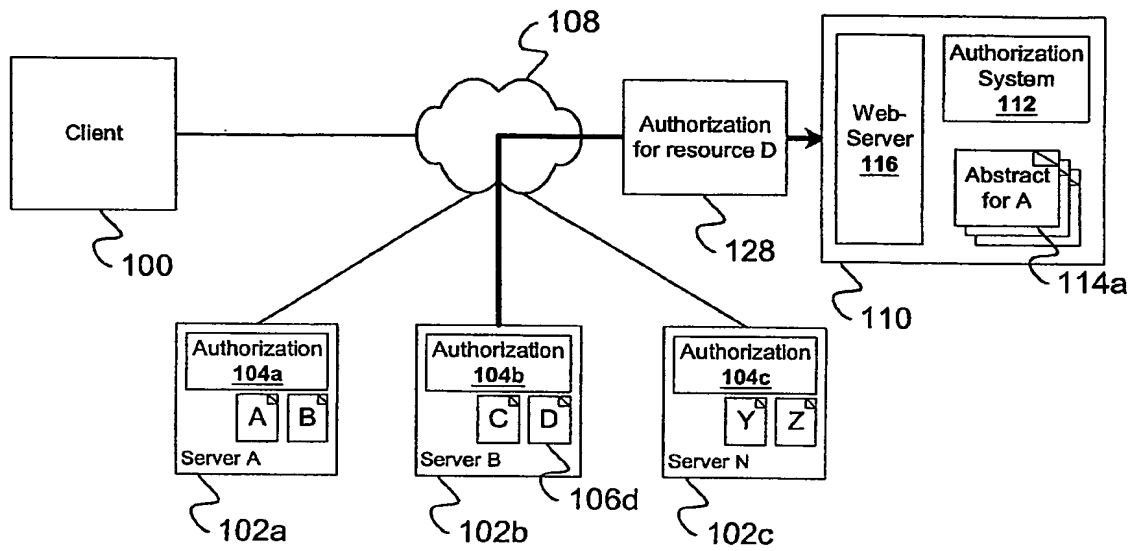 108
Client
Authorization
for resource D
Web-
Server
116
Authorization
System
112
Abstract
for A
100
128
110
114a
Authorization
104a
A B
Server A
Authorization
104b
C D
Server B
Authorization
104c
Y Z
Server N
106d
102a
102b
102c